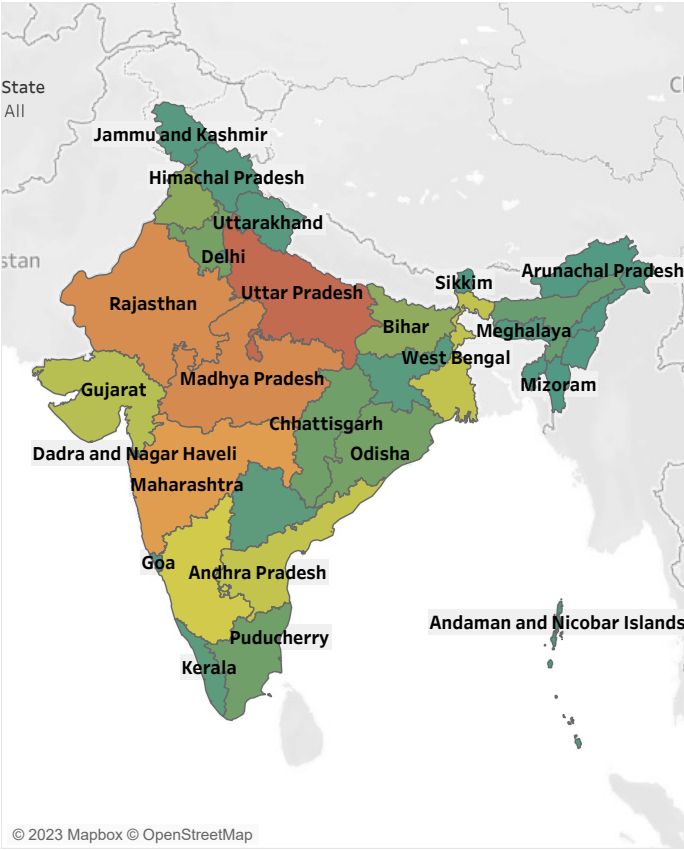 State
All
Jammu and Kashmir
Himachal Pradesh
Uttarakhand
Delhi
stan
Uttar Pradesh
Sikkim
Arunachal Pradesh
Rajasthan
Bihar
Meghalaya
West Bengal
Gujarat
Madhya Pradesh
Mizoram
Chhattisgarh
Dadra and Nagar Haveli
Odisha
Maharashtra
Goa
Andhra Pradesh
Andaman and Nicobar Islands
Puducherry
Kerala
© 2023 Mapbox © OpenStreetMap